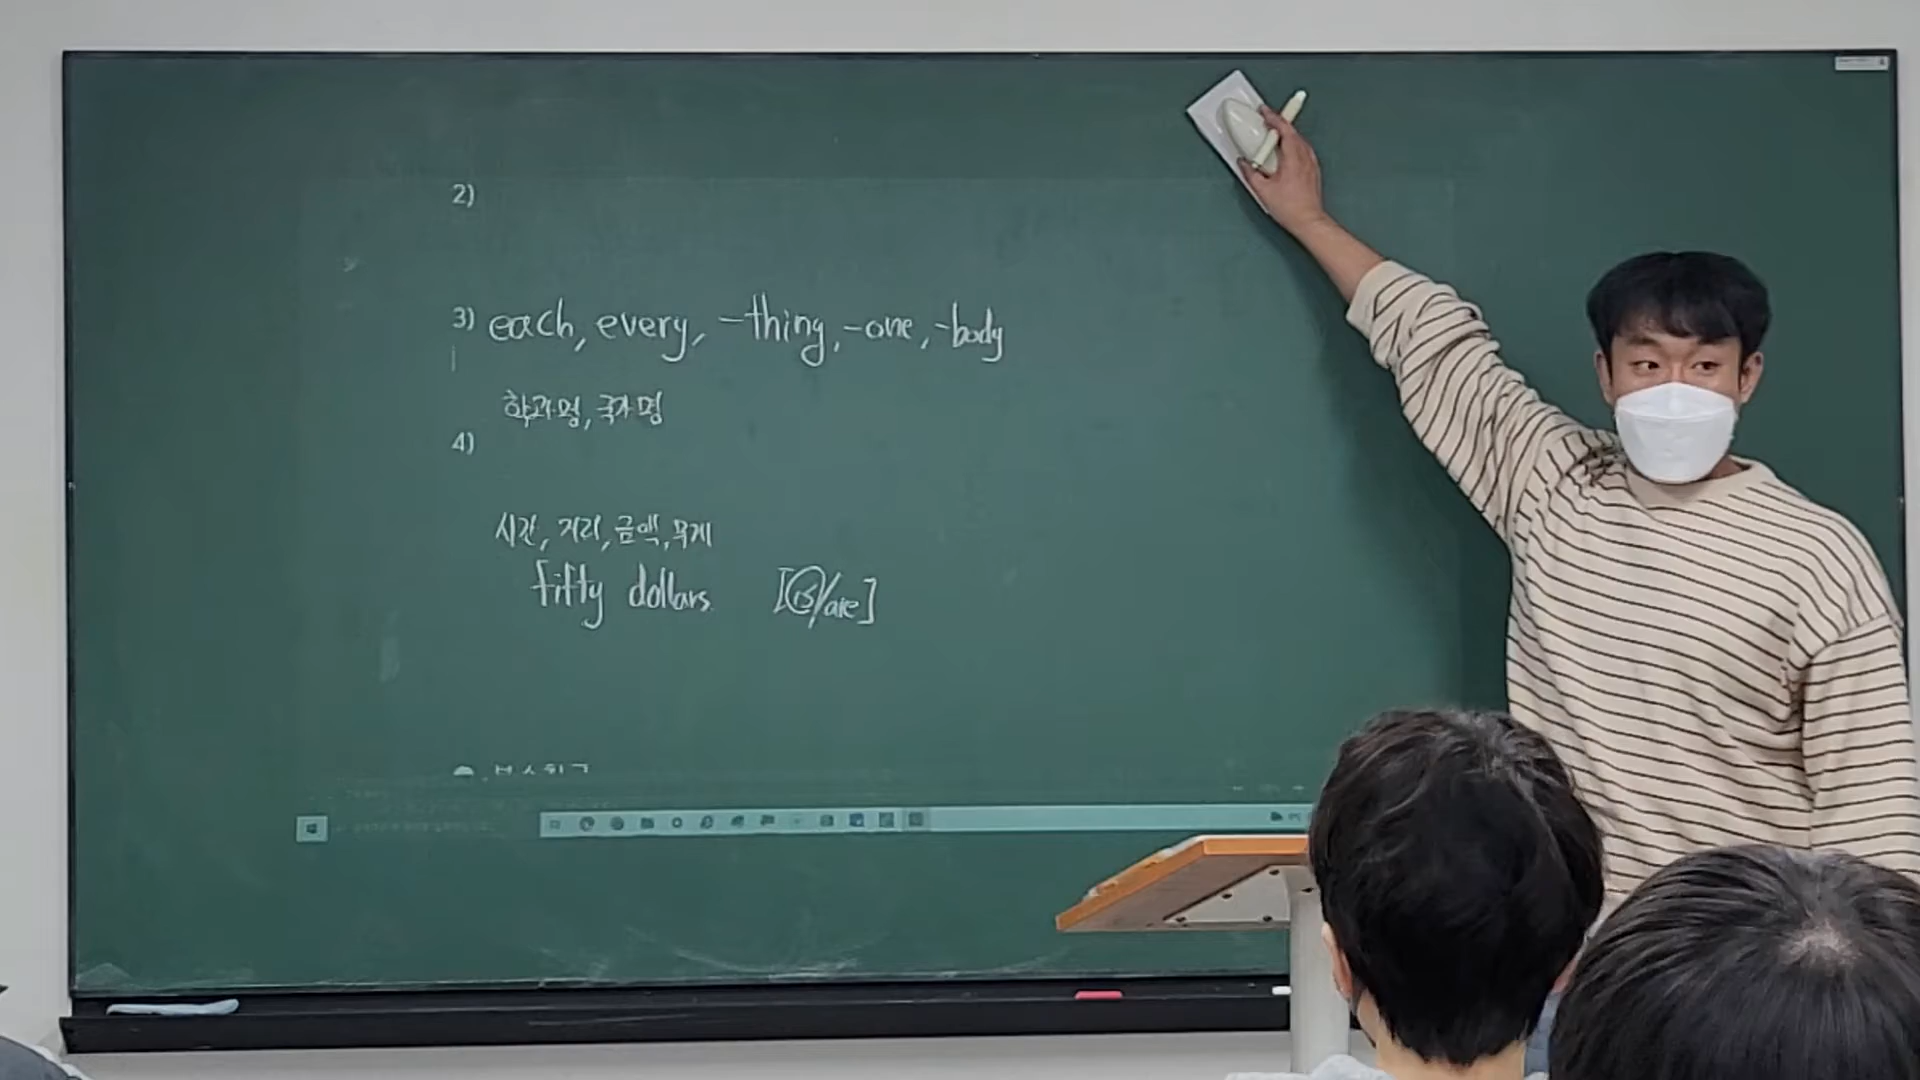 2)
3) each, every, -thing, -one, -body
학과명, 국가명
4)
시간, 거리, 금액, 무게
fifty dollars [is/are]